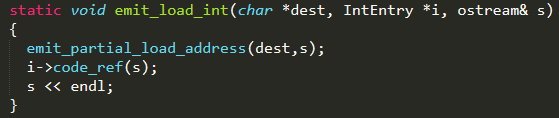 static void emit_load_int(char *dest, IntEntry *i, ostream& s)
{
  emit_partial_load_address(dest,s);
  i->code_ref(s);
  s << endl;
}